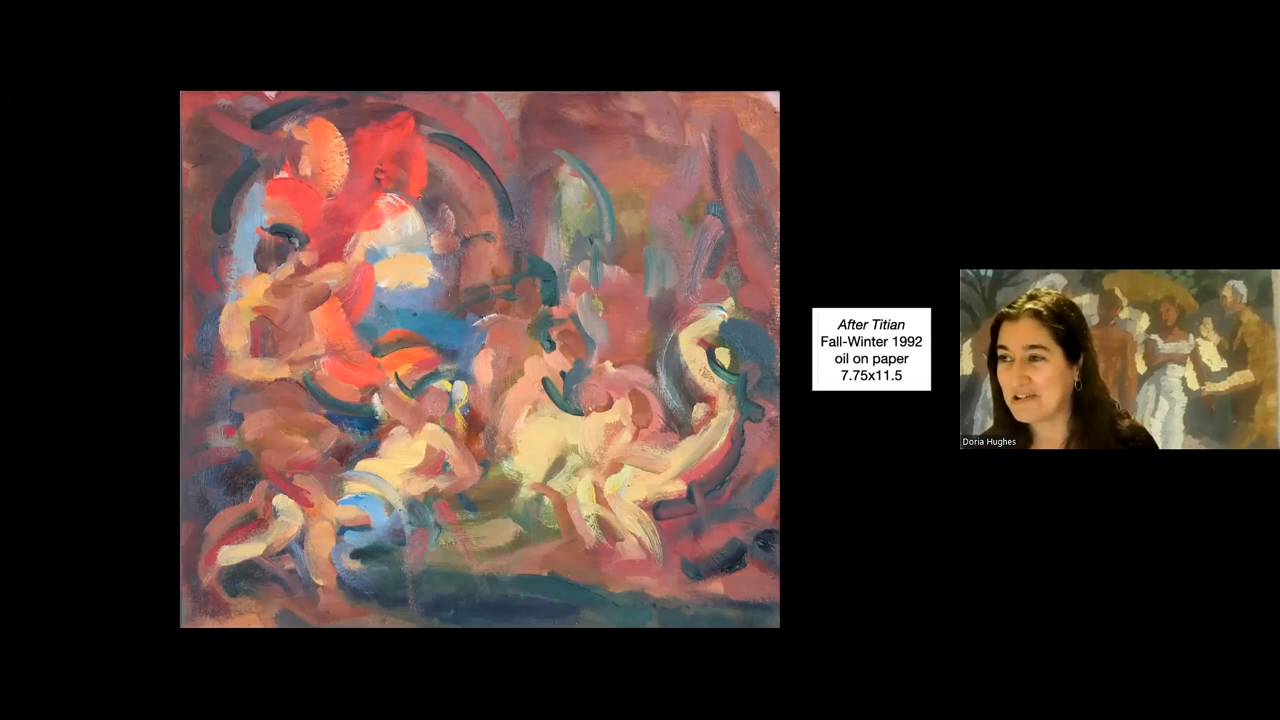 After Titian
Fall-Winter 1992
oil on paper
7.75x11.5
Doria Hughes